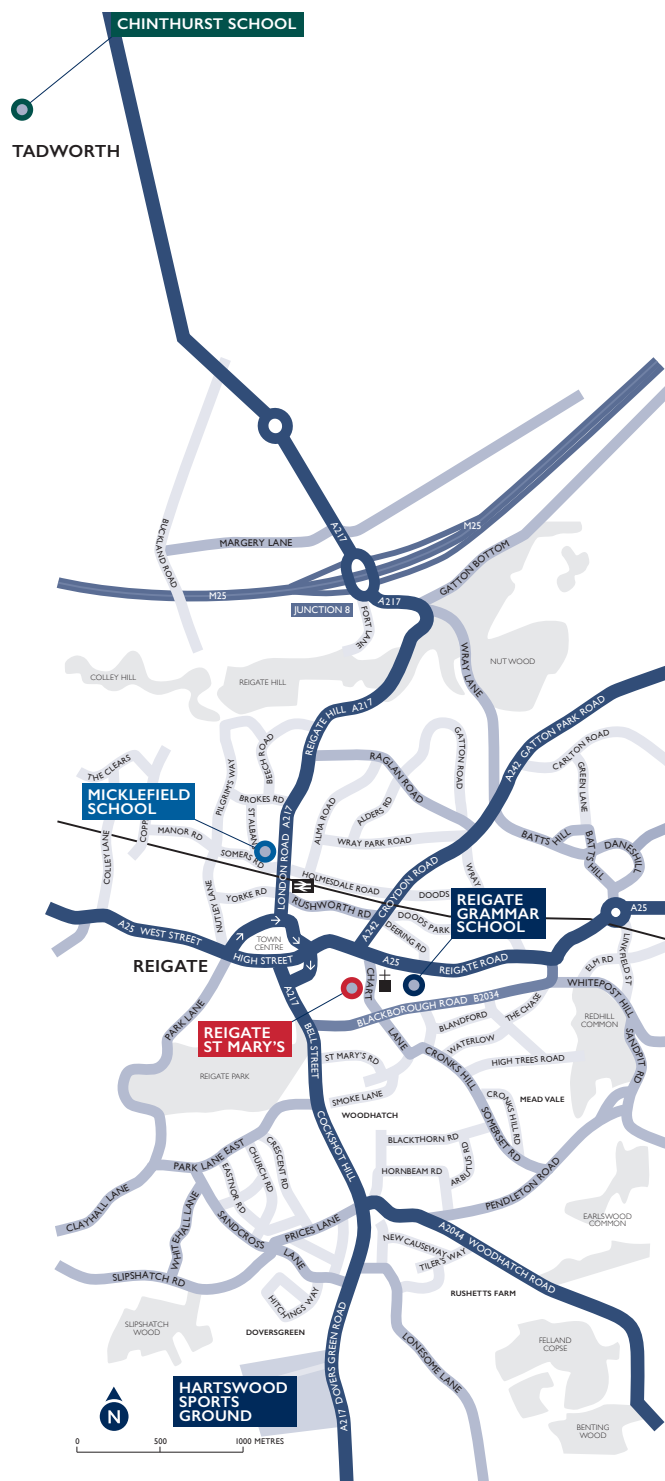 CHINTHURST SCHOOL
TADWORTH
A217
BUCKLAND ROAD
MARGERY LANE
M25
M25
GATTON BOTTOM
JUNCTION 8
A217
FORT LANE
WRAY LANE
NUT WOOD
COLLEY HILL
REIGATE HILL
REIGATE HILL A217
A242 GATTON PARK ROAD
GATTON ROAD
CARLTON ROAD
GREEN LANE
THE CLEARS
PILGRIM'S WAY
BEECH ROAD
RAGLAN ROAD
MICKLEFIELD
SCHOOL
BROKES RD
ST ALBANS
LONDON ROAD A217
ALMA ROAD
ALDERS RD
COPP
MANOR RD
COLLEY LANE
SOMERS RD
WRAY PARK ROAD
BATTS HILL
BATTS HILL
DANESHILL
HOLMESDALE ROAD
A242 CROYDON ROAD
DOODS
WRAY
NUTLEY LANE
YORKE RD
RUSHWORTH RD
DOODS PARK
DEERING RD
REIGATE
GRAMMAR
SCHOOL
A25
A25 WEST STREET
TOWN
CENTRE
HIGH STREET
REIGATE
A25
REIGATE ROAD
ELM RD
LINKFIELD ST
A217
BELL STREET
CHART
LANE
BLACKBOROUGH ROAD B2034
WHITEPOST HILL
PARK LANE
REIGATE
ST MARY'S
BLANDFORD
THE CHASE
WATERLOW
REDHILL
COMMON
SANDPIT RD
ST MARY'S RD
CRONKS HILL
HIGH TREES ROAD
REIGATE PARK
SMOKE LANE
WOODHATCH
CRONKS HILL RD
MEAD VALE
COCKSHOT HILL
SOMERSET RD
BLACKTHORN RD
PARK LANE EAST
CRESCENT RD
CHURCH RD
EASTNOR RD
HORNBEAM RD
ARBUTUS RD
PENDLETON ROAD
CLAYHALL LANE
WHITEHALL LANE
SANDCROSS
LANE
PRICES LANE
A2044 WOODHATCH ROAD
EARLSWOOD
COMMON
NEW CAUSEWAY
TILER'S WAY
SLIPSHATCH RD
HITCHINGS WAY
RUSHETTS FARM
SLIPSHATCH
WOOD
DOVERSGREEN
LONESOME LANE
FELLAND
COPSE
A217 DOVERS GREEN ROAD
HARTSWOOD
SPORTS
GROUND
N
BENTING
WOOD
0 500 1000 METRES